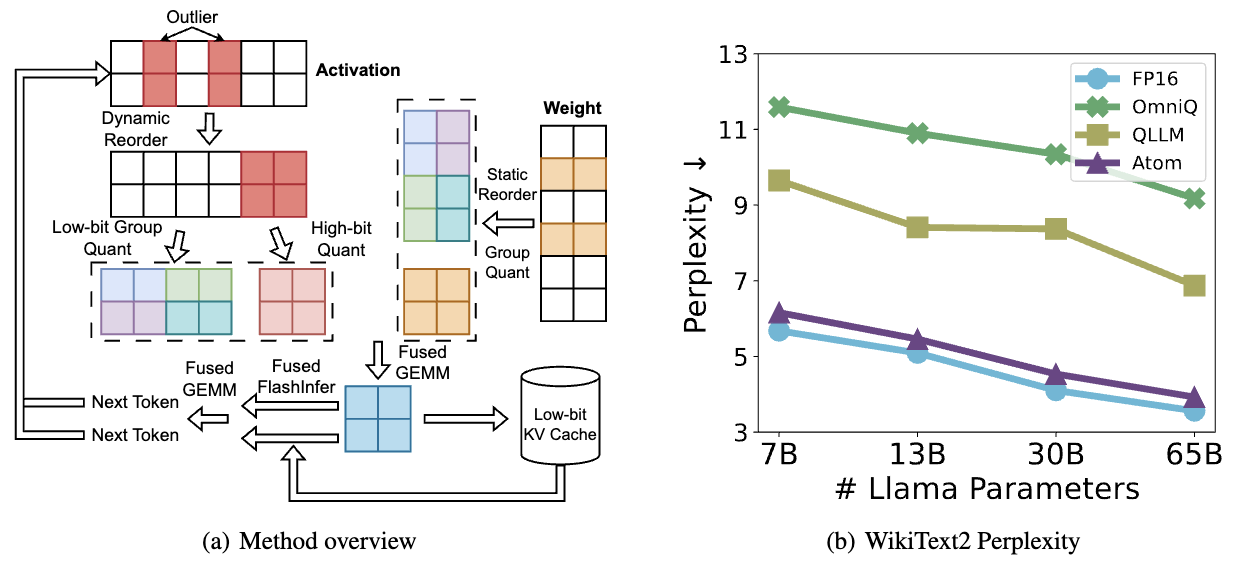 Outlier
Activation
Dynamic
Reorder
Low-bit Group
Quant
High-bit
Quant
Weight
Static
Reorder
Group
Quant
Fused
GEMM
Fused
FlashInfer
Fused
GEMM
Next Token
Next Token
Low-bit
KV Cache
(a) Method overview
13
11
9
7
5
3
Perplexity ↓
FP16
OmniQ
QLLM
Atom
7B 13B 30B 65B
# Llama Parameters
(b) WikiText2 Perplexity